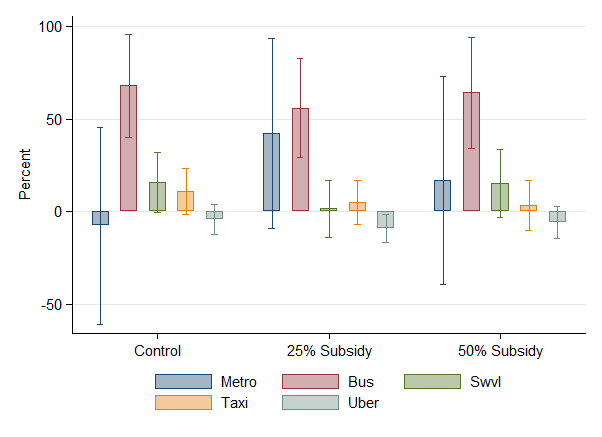 Percent
100
50
0
-50
Control 25% Subsidy 50% Subsidy
Metro Bus Swvl
Taxi Uber